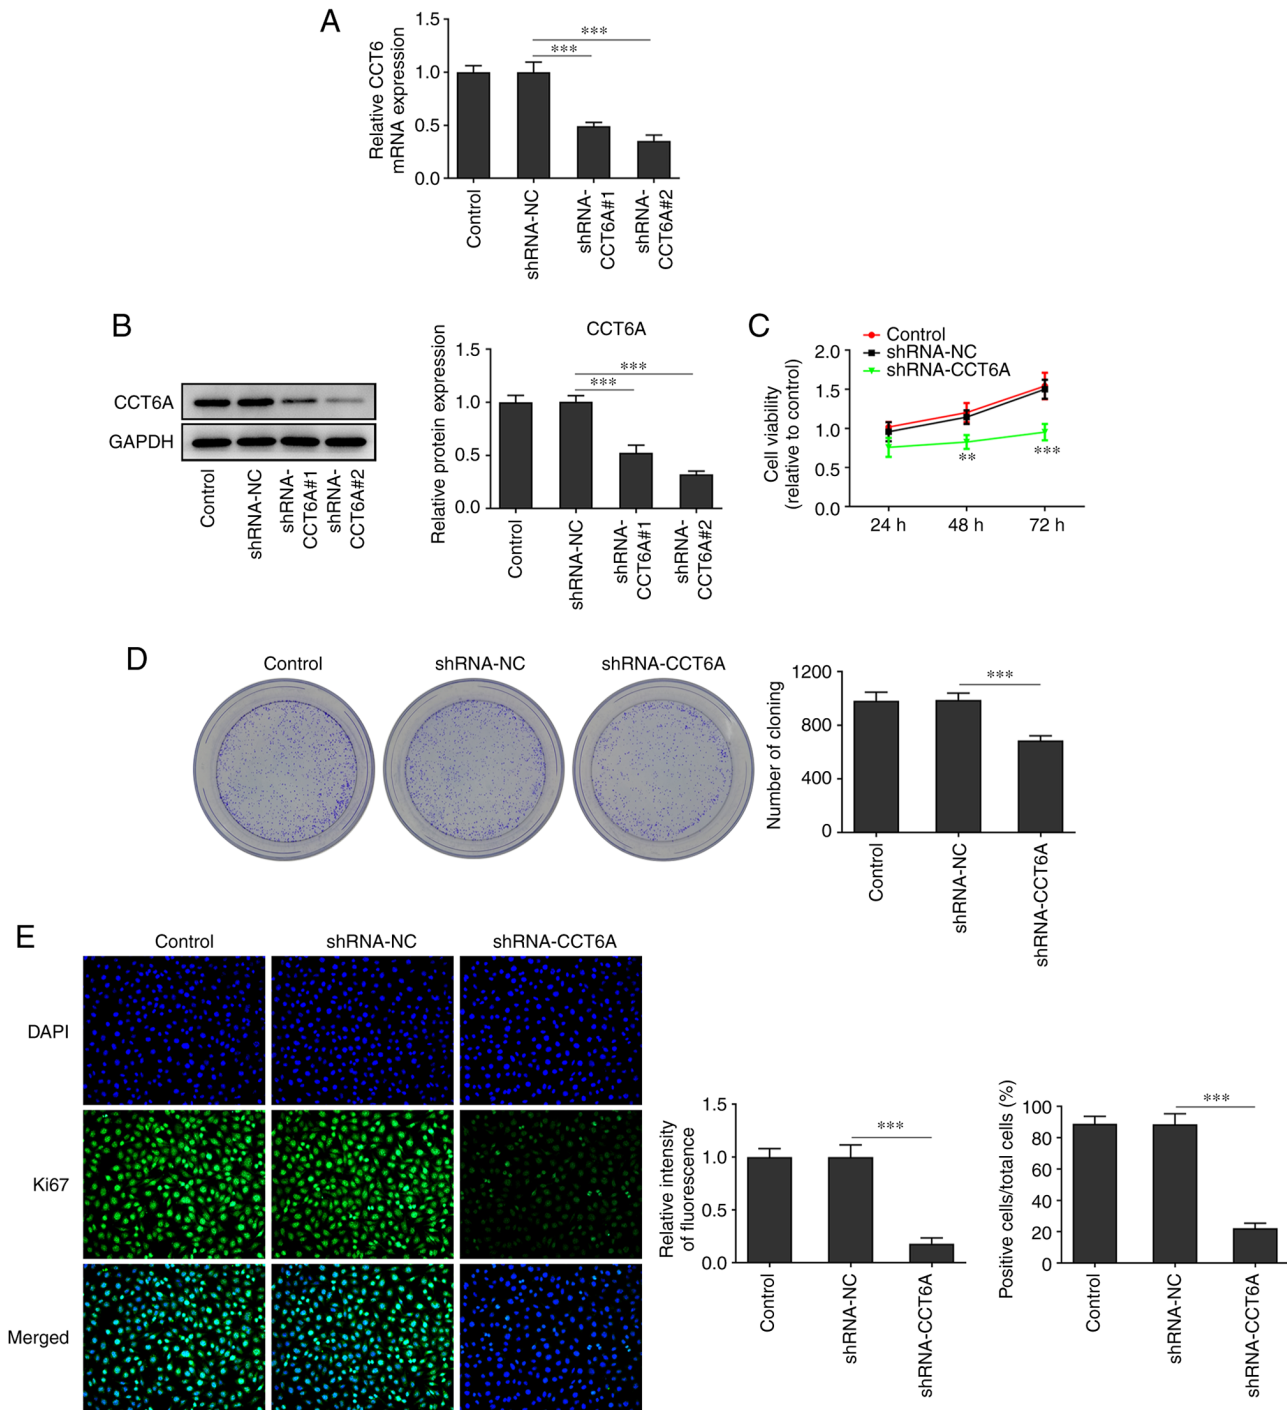 A
Relative CCT6
mRNA expression
1.5
1.0
0.5
0.0
***
***
Control
shRNA-NC
shRNA-
CCT6A#1
shRNA-
CCT6A#2
B
CCT6A
GAPDH
Control
shRNA-NC
shRNA-
CCT6A#1
shRNA-
CCT6A#2
CCT6A
Relative protein expression
1.5
1.0
0.5
0.0
***
***
Control
shRNA-NC
shRNA-
CCT6A#1
shRNA-
CCT6A#2
C
Control
shRNA-NC
shRNA-CCT6A
Cell viability
(relative to control)
2.0
1.5
1.0
0.5
0.0
**
***
24 h
48 h
72 h
D
Control
shRNA-NC
shRNA-CCT6A
Number of cloning
1200
800
400
0
***
Control
shRNA-NC
shRNA-CCT6A
E
Control
shRNA-NC
shRNA-CCT6A
DAPI
Ki67
Merged
Relative intensity
of fluorescence
1.5
1.0
0.5
0.0
***
Control
shRNA-NC
shRNA-CCT6A
Positive cells/total cells (%)
100
80
60
40
20
0
***
Control
shRNA-NC
shRNA-CCT6A